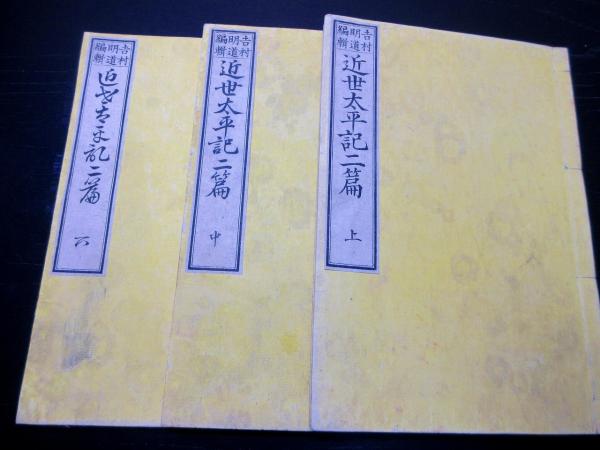 吉村
明道
編輯
近世太平記二篇 上
吉村
明道
編輯
近世太平記二篇 中
吉村
明道
編輯
近世太平記二篇 下